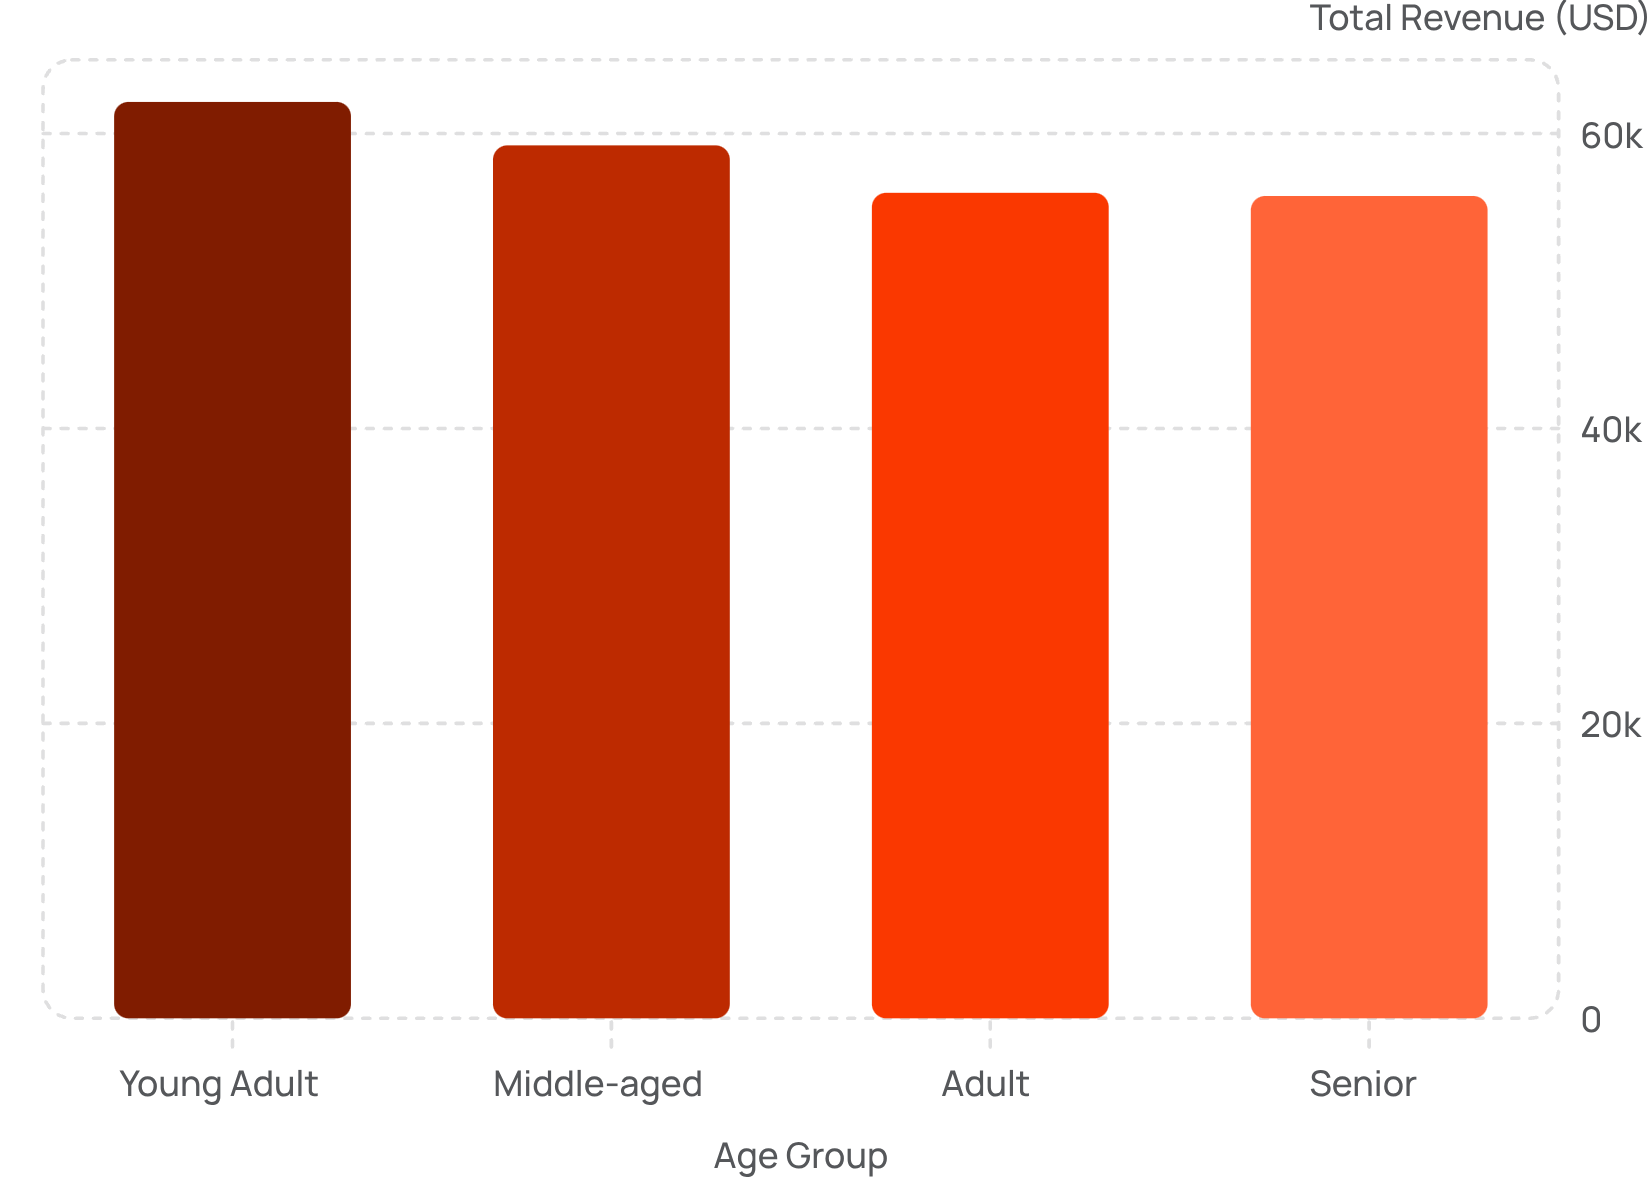 Total Revenue (USD)
60k
40k
20k
0
Young Adult
Middle-aged
Adult
Senior
Age Group